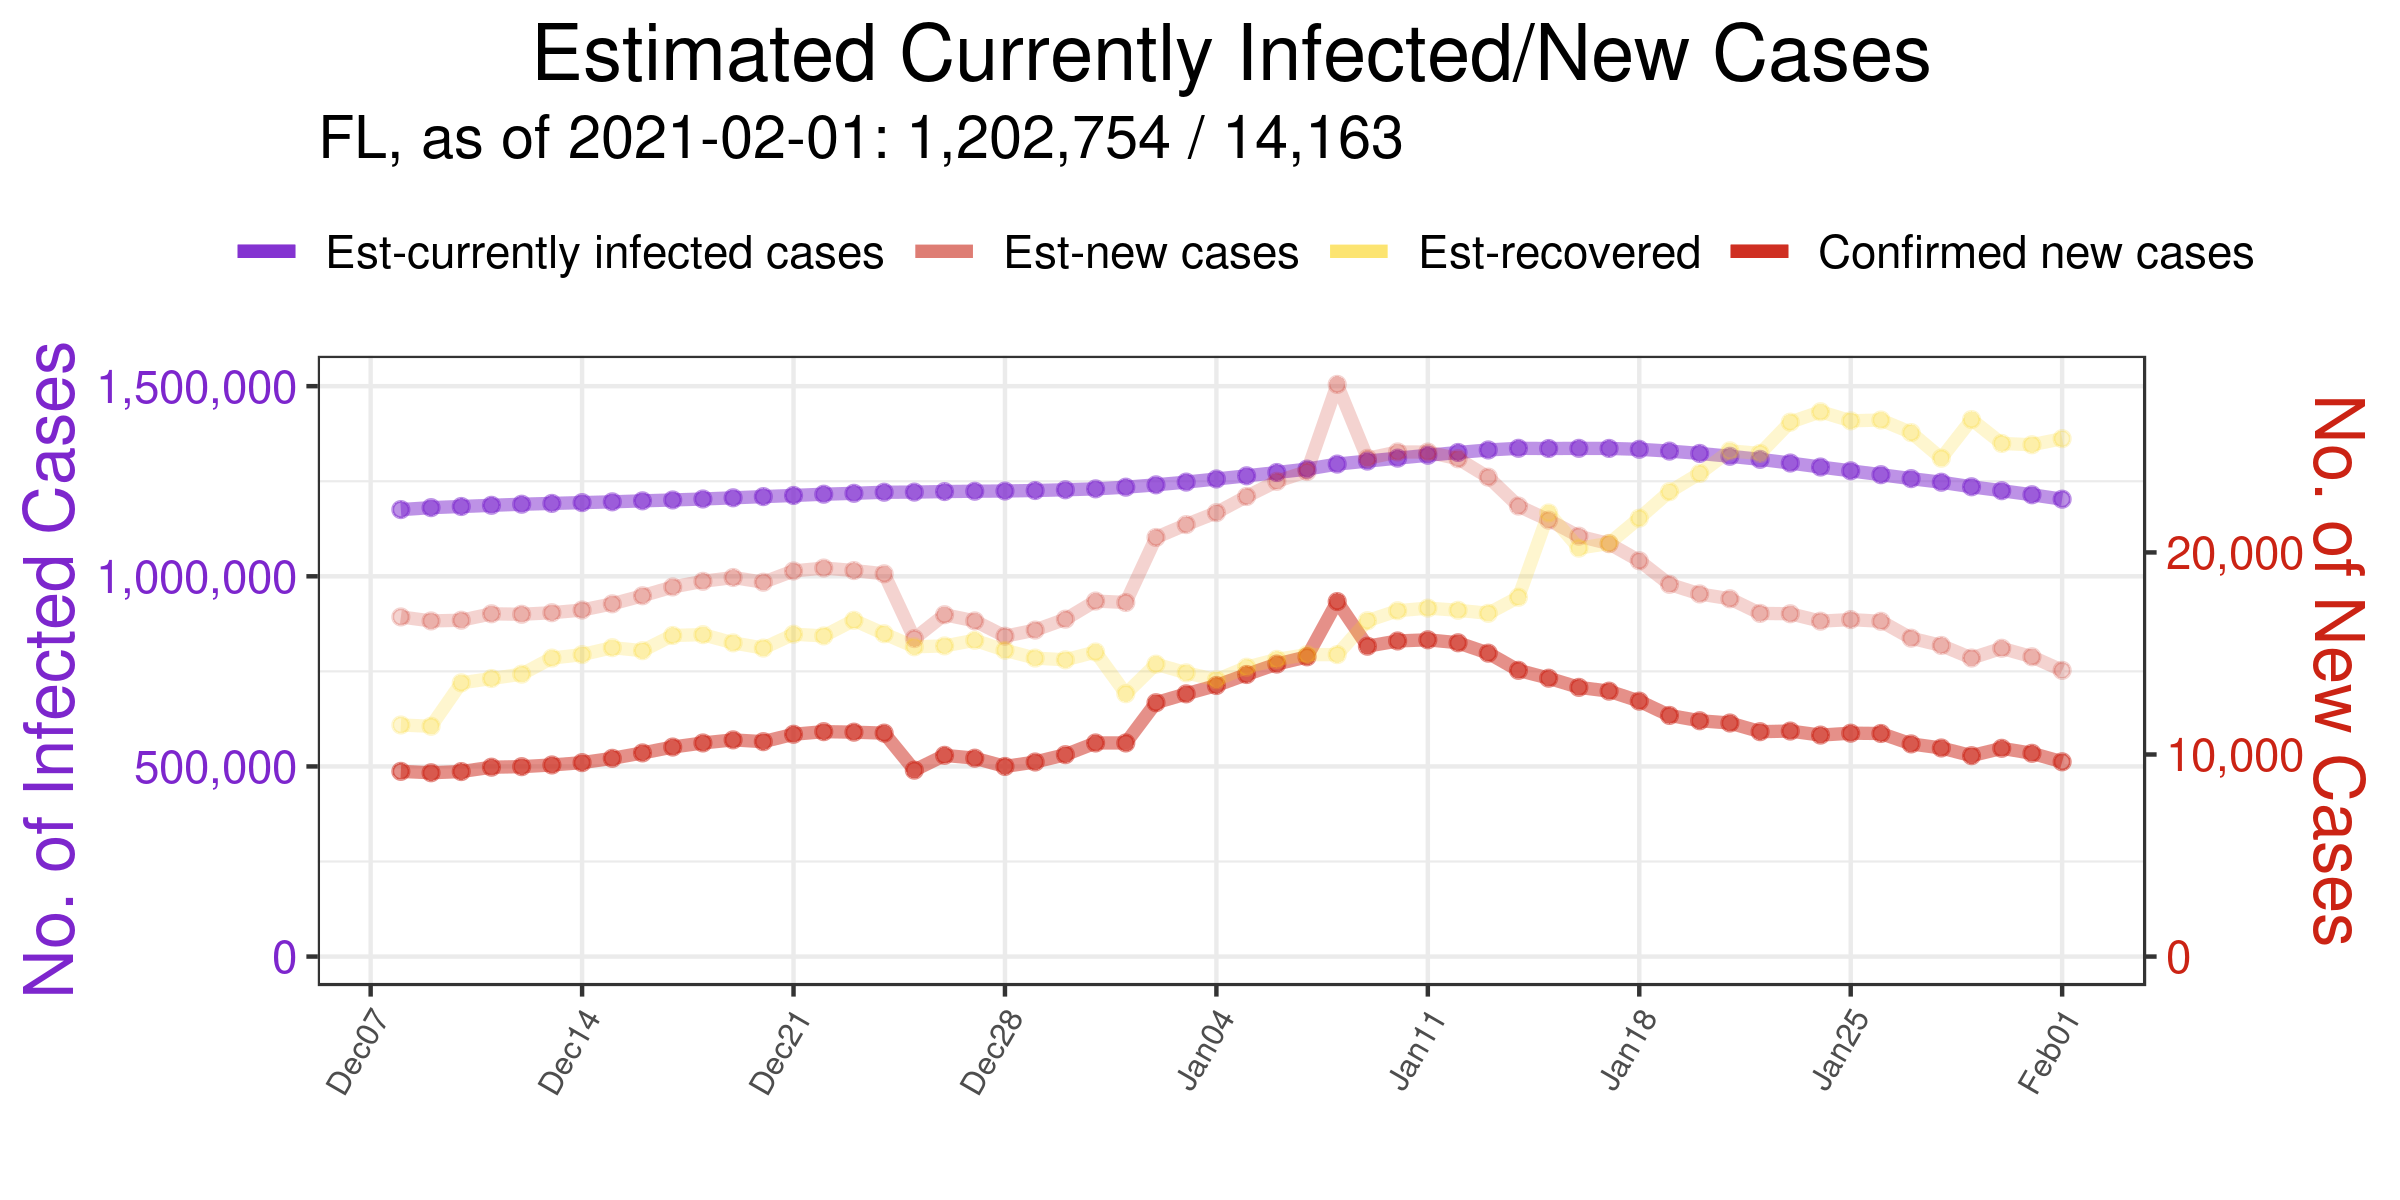 Estimated Currently Infected/New Cases
FL, as of 2021-02-01: 1,202,754 / 14,163
Est-currently infected cases Est-new cases Est-recovered Confirmed new cases
No. of Infected Cases
1,500,000
1,000,000
500,000
0
20,000
10,000
0
No. of New Cases
Dec07 Dec14 Dec21 Dec28 Jan04 Jan11 Jan18 Jan25 Feb01